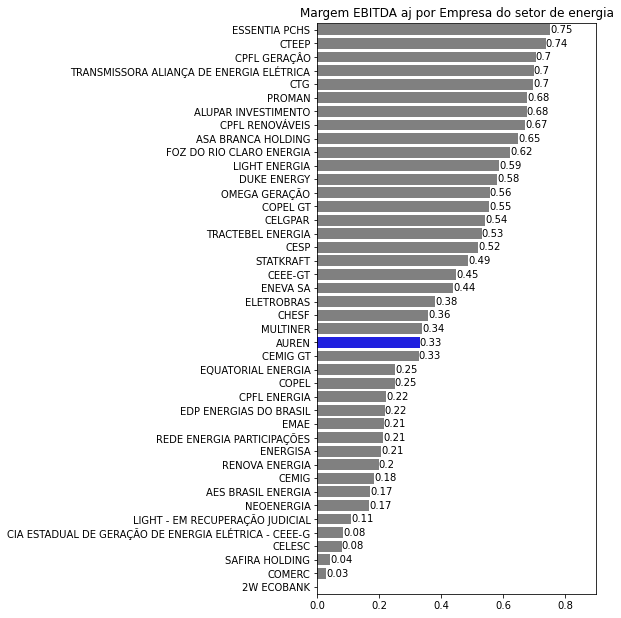 Margem EBITDA aj por Empresa do setor de energia
ESSENTIA PCHS 0.75
CTEEP 0.74
CPFL GERAÇÃO 0.7
TRANSMISSORA ALIANÇA DE ENERGIA ELÉTRICA 0.7
CTG 0.7
PROMAN 0.68
ALUPAR INVESTIMENTO 0.68
CPFL RENOVÁVEIS 0.67
ASA BRANCA HOLDING 0.65
FOZ DO RIO CLARO ENERGIA 0.62
LIGHT ENERGIA 0.59
DUKE ENERGY 0.58
OMEGA GERAÇÃO 0.56
COPEL GT 0.55
CELGPAR 0.54
TRACTEBEL ENERGIA 0.53
CESP 0.52
STATKRAFT 0.49
CEEE-GT 0.45
ENEVA SA 0.44
ELETROBRAS 0.38
CHESF 0.36
MULTINER 0.34
AUREN 0.33
CEMIG GT 0.33
EQUATORIAL ENERGIA 0.25
COPEL 0.25
CPFL ENERGIA 0.22
EDP ENERGIAS DO BRASIL 0.22
EMAE 0.21
REDE ENERGIA PARTICIPAÇÕES 0.21
ENERGISA 0.21
RENOVA ENERGIA 0.2
CEMIG 0.18
AES BRASIL ENERGIA 0.17
NEOENERGIA 0.17
LIGHT - EM RECUPERAÇÃO JUDICIAL 0.11
CIA ESTADUAL DE GERAÇÃO DE ENERGIA ELÉTRICA - CEEE-G 0.08
CELESC 0.08
SAFIRA HOLDING 0.04
COMERC 0.03
2W ECOBANK
0.0 0.2 0.4 0.6 0.8